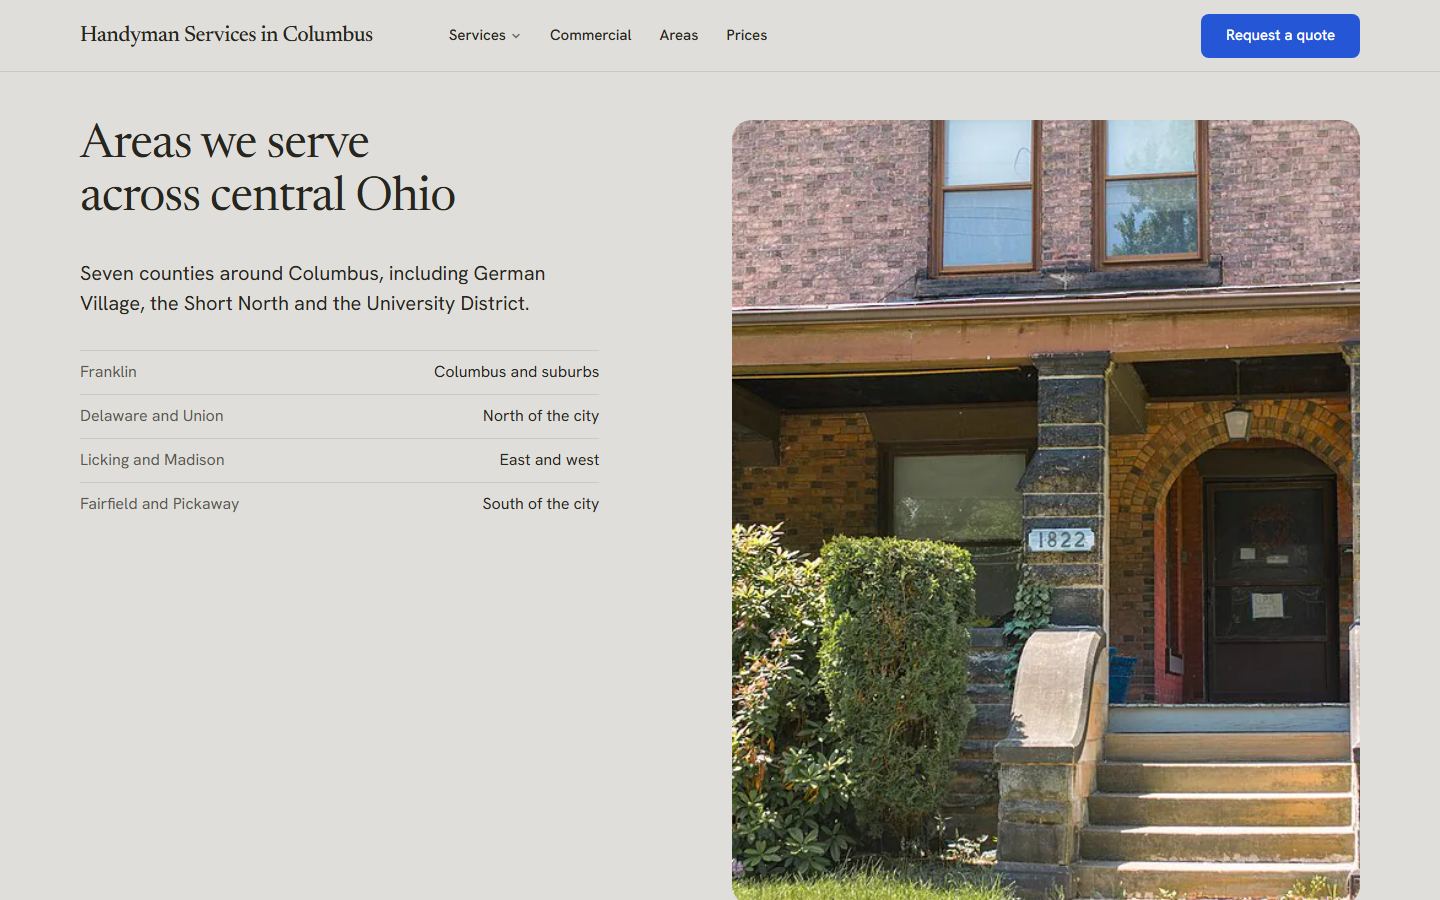 Handyman Services in Columbus
Services
Commercial
Areas
Prices
Request a quote
Areas we serve
across central Ohio
Seven counties around Columbus, including German
Village, the Short North and the University District.
Franklin
Columbus and suburbs
Delaware and Union
North of the city
Licking and Madison
East and west
Fairfield and Pickaway
South of the city
1822